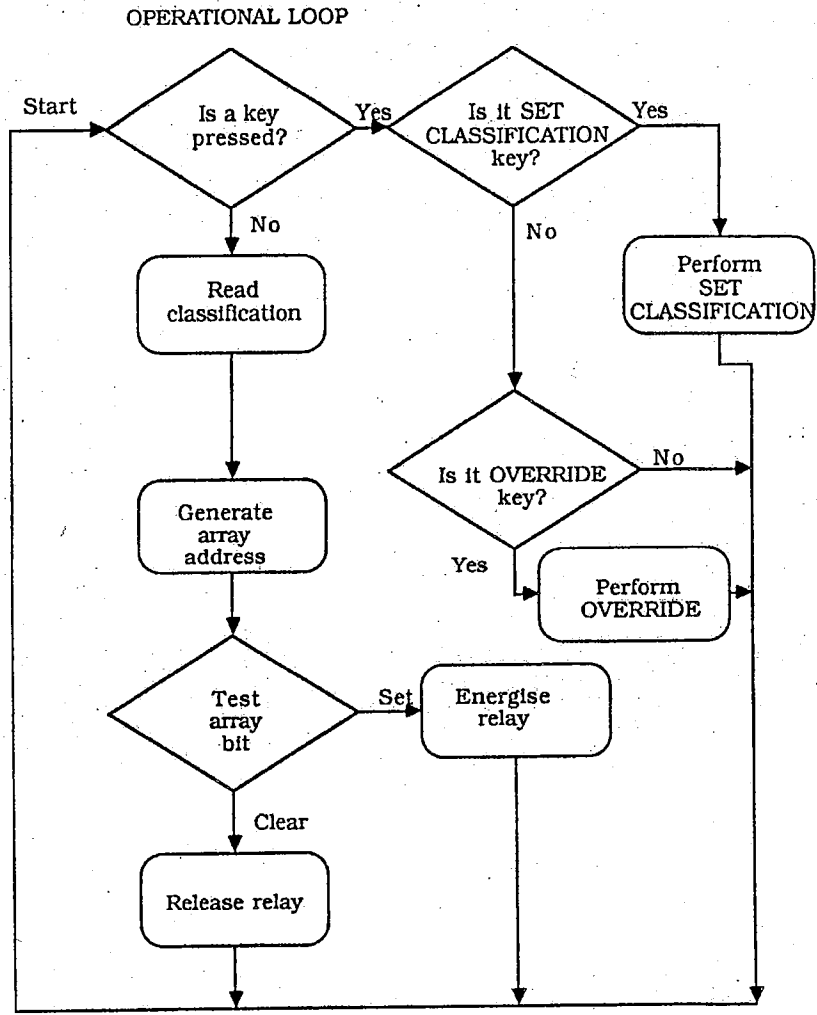 OPERATIONAL LOOP
Start
Is a key
pressed?
Yes
Is it SET
CLASSIFICATION
key?
Yes
No
Read
classification
No
Perform
SET
CLASSIFICATION
Generate
array
address
Is it OVERRIDE
key?
No
Yes
Perform
OVERRIDE
Test
array
bit
Set
Energise
relay
Clear
Release relay